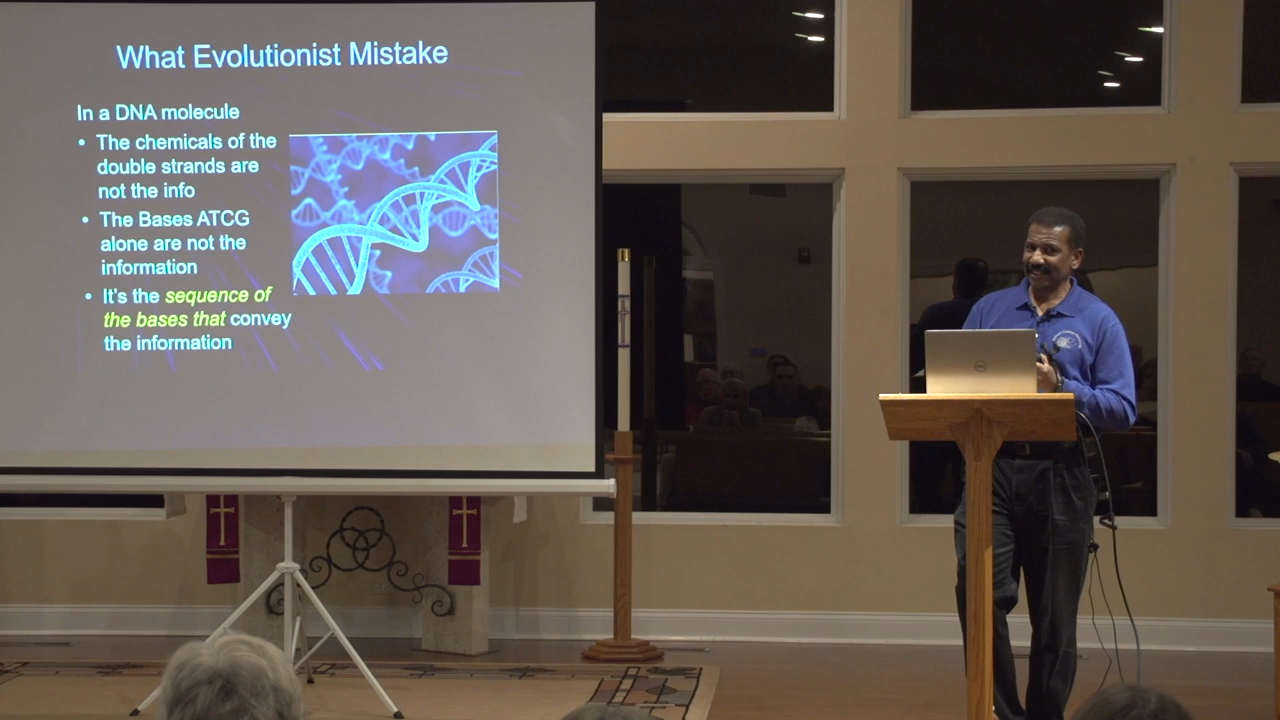 What Evolutionist Mistake
In a DNA molecule
• The chemicals of the
double strands are
not the info
• The Bases ATCG
alone are not the
information
• It's the sequence of
the bases that convey
the information
DELL